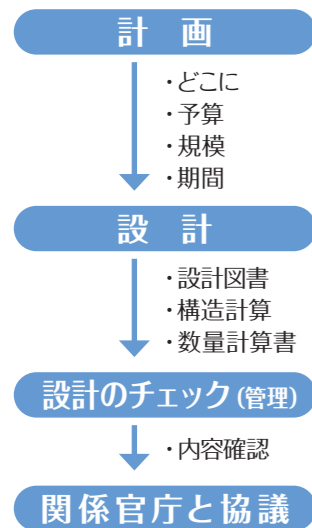 計 画
・どこに
・予算
・規模
・期間
設 計
・設計図書
・構造計算
・数量計算書
設計のチェック(管理)
・内容確認
関係官庁と協議